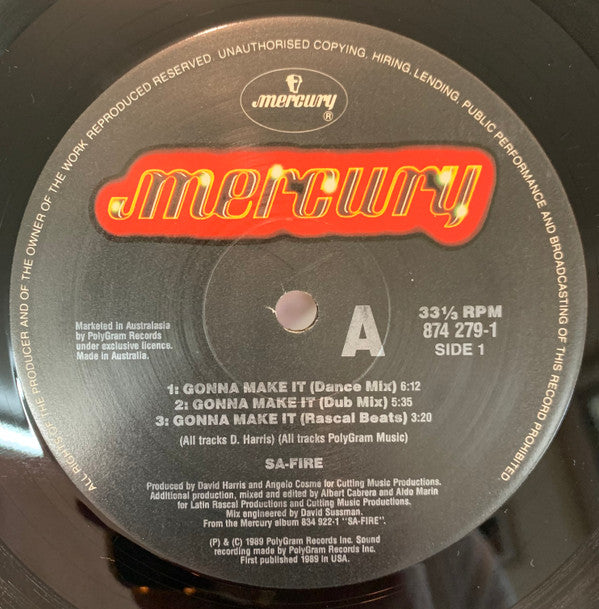 ALL RIGHTS OF THE PRODUCER AND OF THE OWNER OF THE WORK REPRODUCED RESERVED. UNAUTHORISED COPYING, HIRING, LENDING, PUBLIC PERFORMANCE AND BROADCASTING OF THIS RECORD PROHIBITED
mercury
®
mercury
Marketed in Australasia
by PolyGram Records
under exclusive licence.
Made in Australia.
A
33⅓ RPM
874 279-1
SIDE 1
1: GONNA MAKE IT (Dance Mix) 6:12
2: GONNA MAKE IT (Dub Mix) 5:35
3: GONNA MAKE IT (Rascal Beats) 3:20
(All tracks D. Harris) (All tracks PolyGram Music)
SA-FIRE
Produced by David Harris and Angelo Cosme for Cutting Music Productions.
Additional production, mixed and edited by Albert Cabrera and Aldo Marin
for Latin Rascal Productions and Cutting Music Productions.
Mix engineered by David Sussman.
From the Mercury album 834 922-1 "SA-FIRE".
(P) & (C) 1989 PolyGram Records Inc. Sound
recording made by PolyGram Records Inc.
First published 1989 in USA.